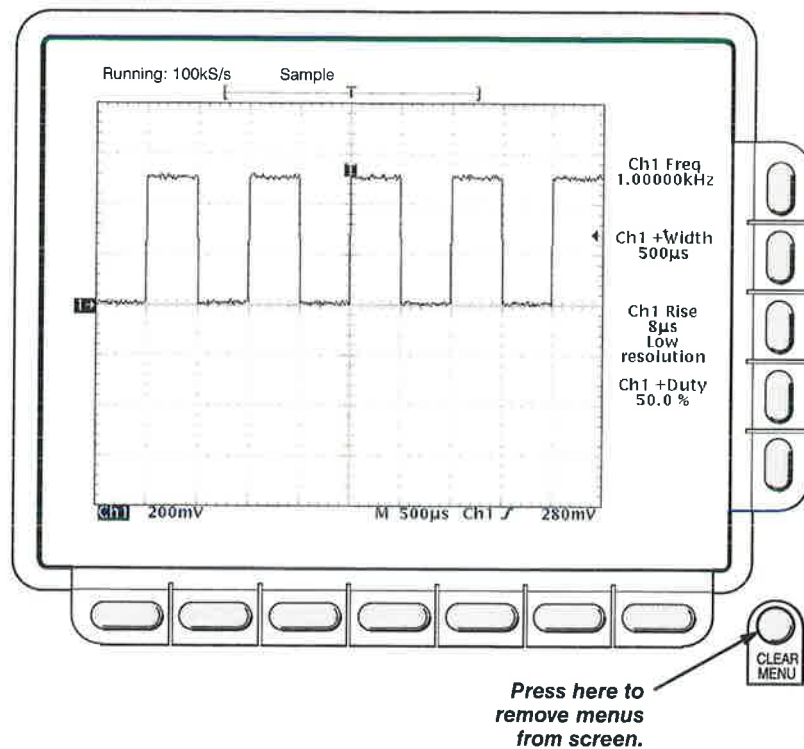 Running: 100kS/s Sample
T
Ch1 Freq
1.00000kHz
Ch1 +Width
500µs
1
Ch1 Rise
8µs
Low
resolution
Ch1 +Duty
50.0 %
Ch1 200mV M 500µs Ch1 280mV
CLEAR
MENU
Press here to
remove menus
from screen.